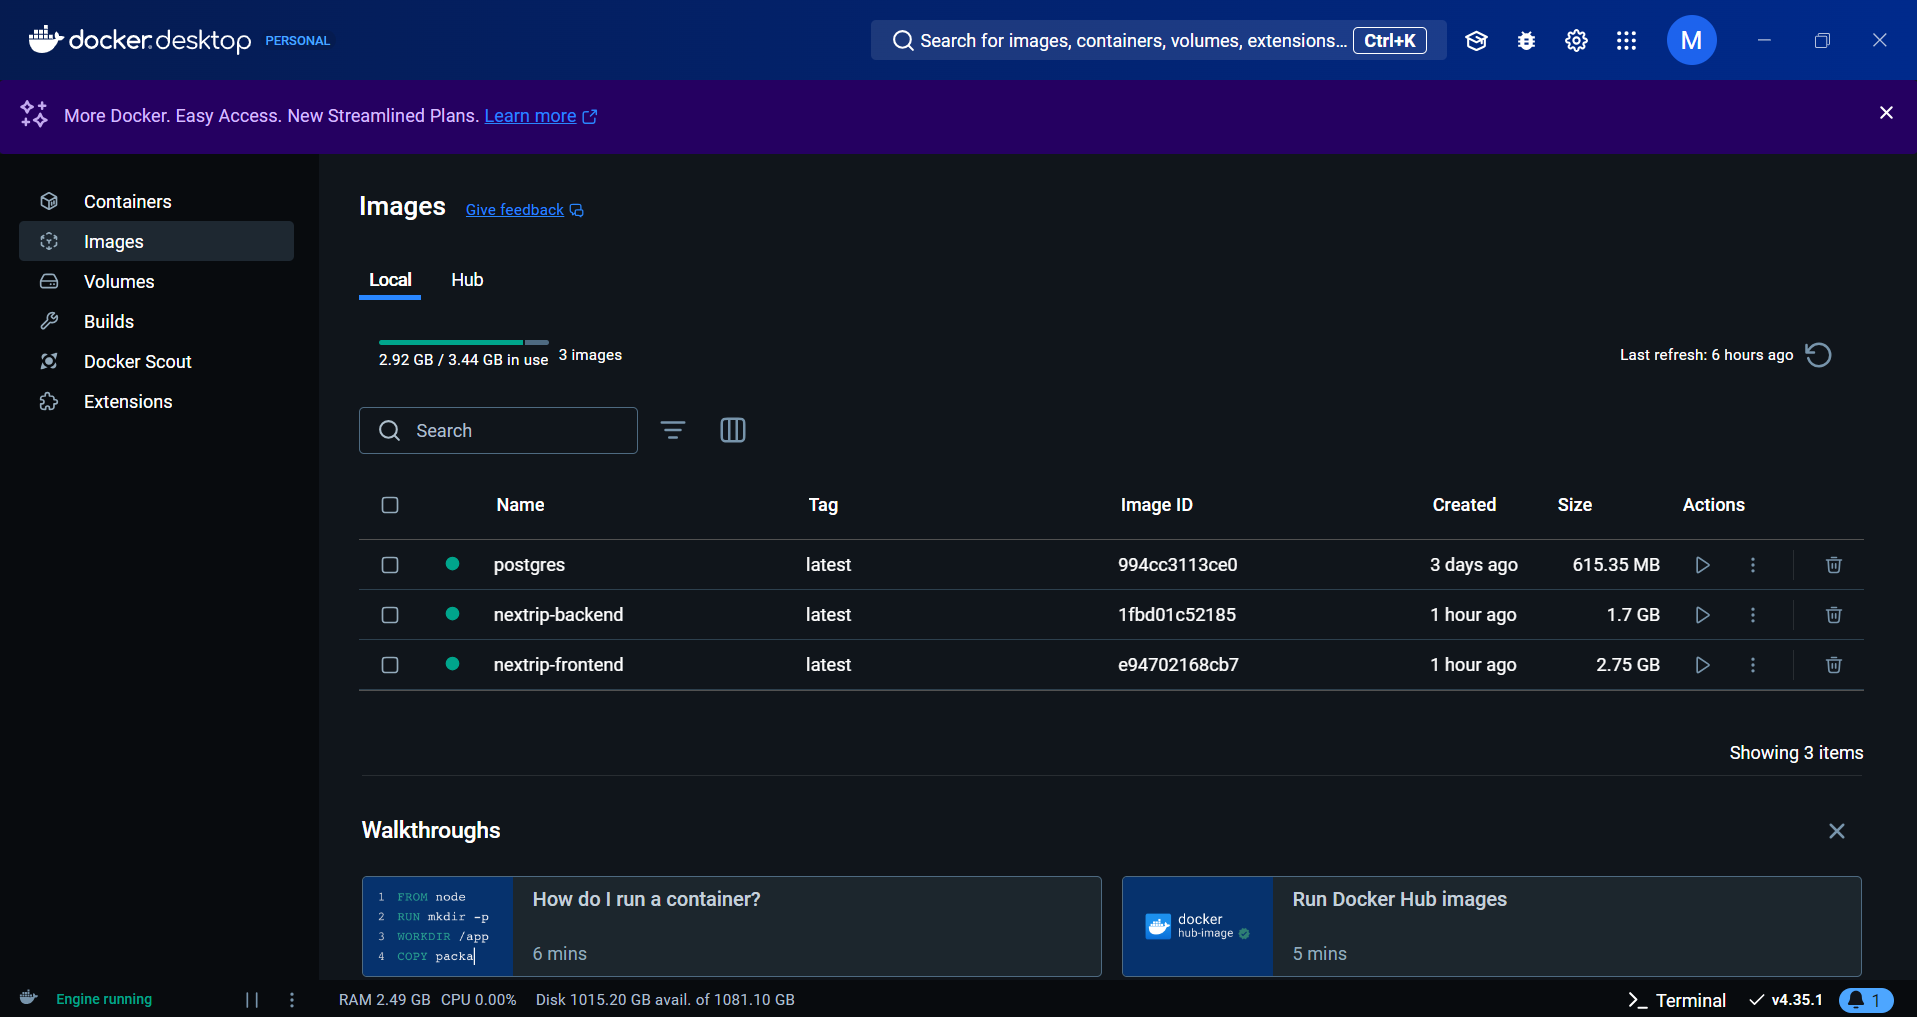 docker.desktop PERSONAL
Search for images, containers, volumes, extensions... Ctrl+K
M
More Docker. Easy Access. New Streamlined Plans. Learn more
Containers
Images
Volumes
Builds
Docker Scout
Extensions
Images Give feedback
Local Hub
2.92 GB / 3.44 GB in use 3 images
Last refresh: 6 hours ago
Search
Name Tag Image ID Created Size Actions
postgres latest 994cc3113ce0 3 days ago 615.35 MB
nextrip-backend latest 1fbd01c52185 1 hour ago 1.7 GB
nextrip-frontend latest e94702168cb7 1 hour ago 2.75 GB
Showing 3 items
Walkthroughs
1 FROM node
2 RUN mkdir -p
3 WORKDIR /app
4 COPY packa
How do I run a container?
6 mins
docker
hub-image
Run Docker Hub images
5 mins
Engine running
RAM 2.49 GB CPU 0.00% Disk 1015.20 GB avail. of 1081.10 GB
Terminal v4.35.1 1